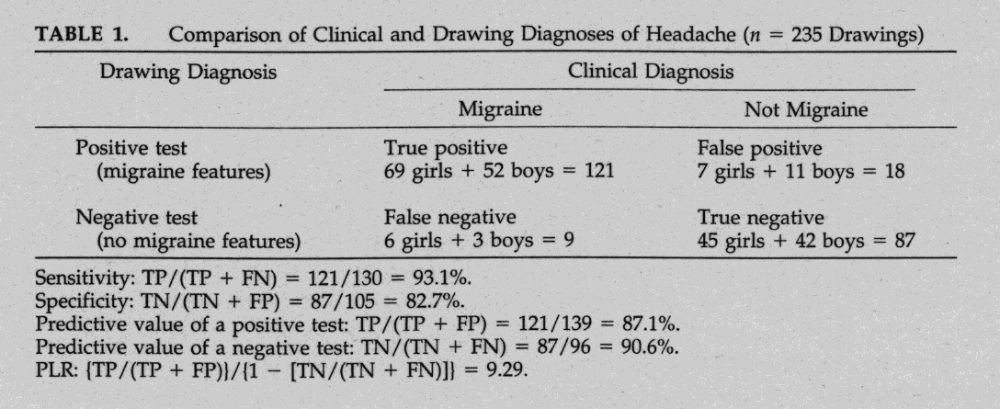 TABLE 1. Comparison of Clinical and Drawing Diagnoses of Headache (n = 235 Drawings)
Drawing Diagnosis Clinical Diagnosis
Migraine Not Migraine
Positive test True positive False positive
(migraine features) 69 girls + 52 boys = 121 7 girls + 11 boys = 18
Negative test False negative True negative
(no migraine features) 6 girls + 3 boys = 9 45 girls + 42 boys = 87
Sensitivity: TP/(TP + FN) = 121/130 = 93.1%.
Specificity: TN/(TN + FP) = 87/105 = 82.7%.
Predictive value of a positive test: TP/(TP + FP) = 121/139 = 87.1%.
Predictive value of a negative test: TN/(TN + FN) = 87/96 = 90.6%.
PLR: {TP/(TP + FP)}/{1 − [TN/(TN + FN)]} = 9.29.